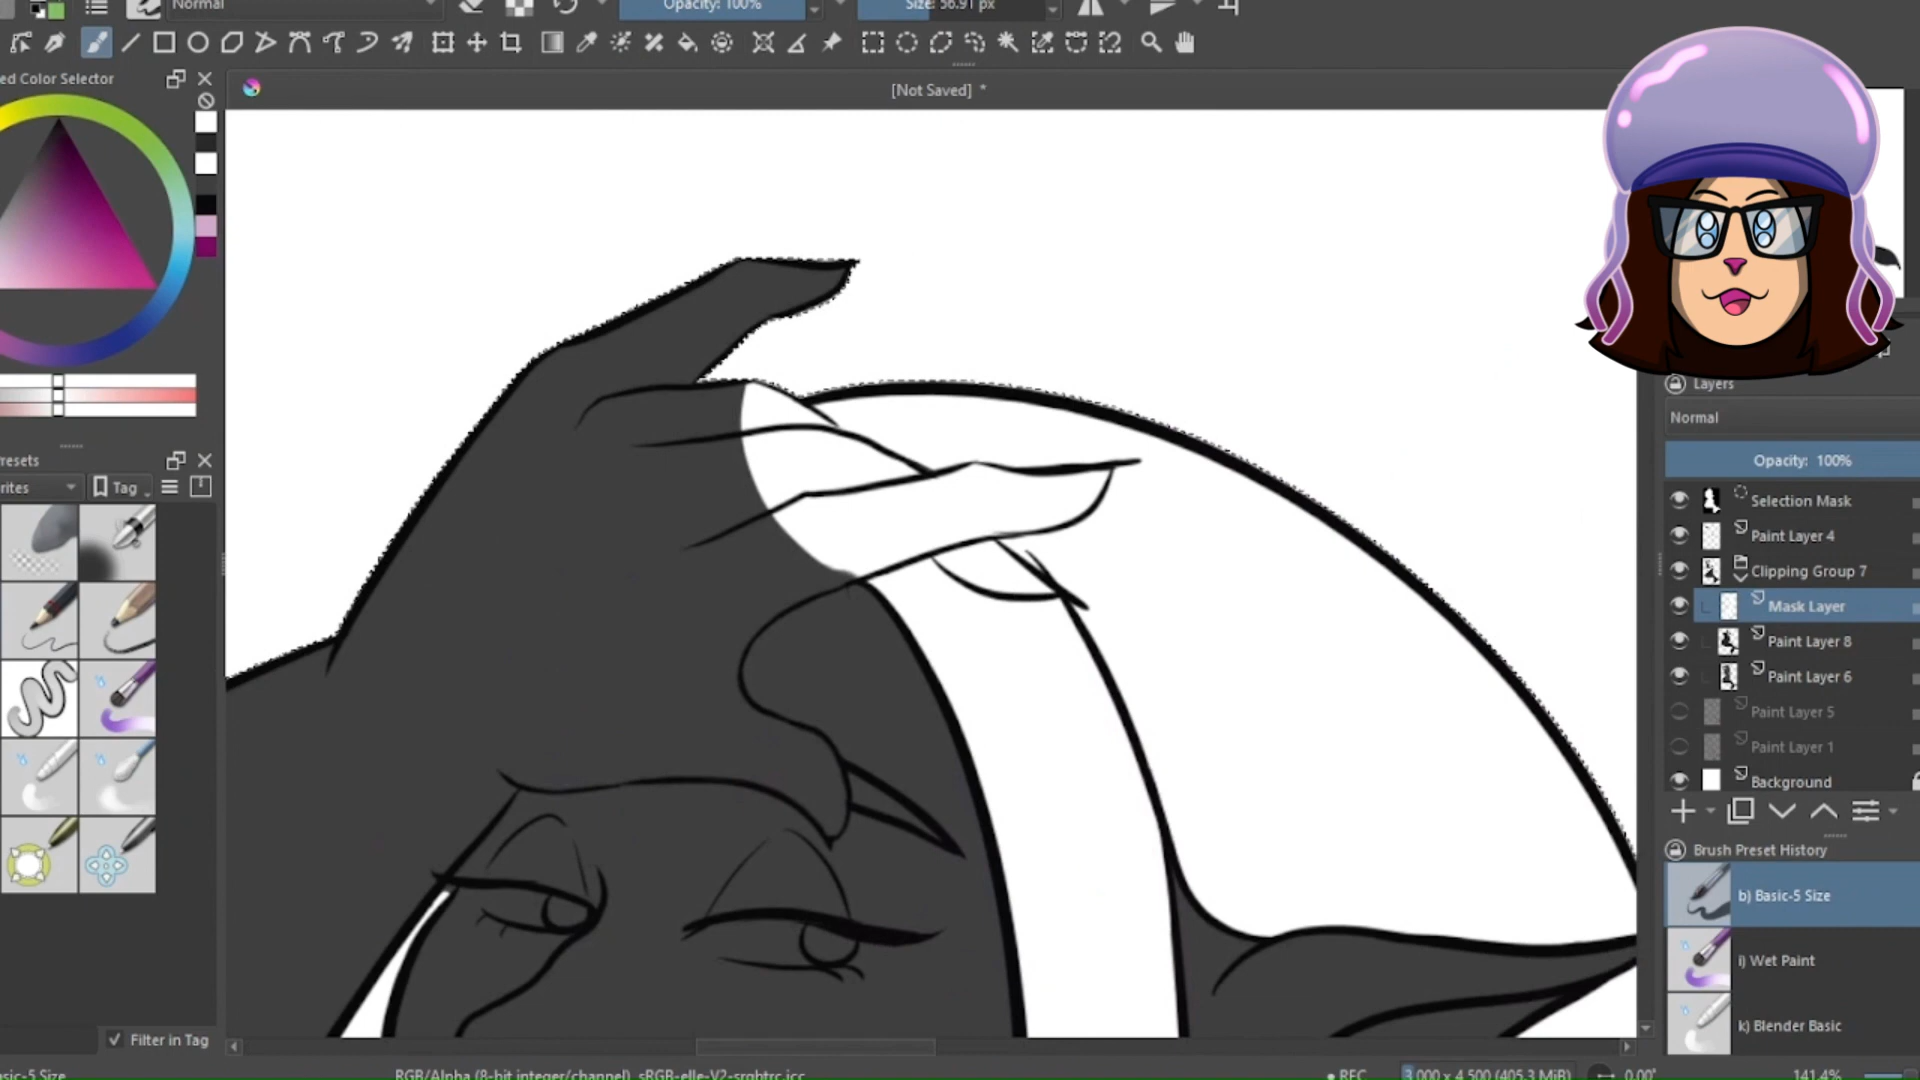 Normal
Opacity: 100%
Size: 56.91 px
ed Color Selector
[Not Saved] *
resets
rites
Tag
Filter in Tag
Layers
Normal
Opacity: 100%
Selection Mask
Paint Layer 4
Clipping Group 7
Mask Layer
Paint Layer 8
Paint Layer 6
Paint Layer 5
Paint Layer 1
Background
Brush Preset History
b) Basic-5 Size
i) Wet Paint
k) Blender Basic
asic-5 Size
RGB/Alpha (8-bit integer/channel) sRGB-elle-V2-srgbtrc.icc
REC
3,000 x 4,500 (405.3 MiB)
0.00°
141.4%